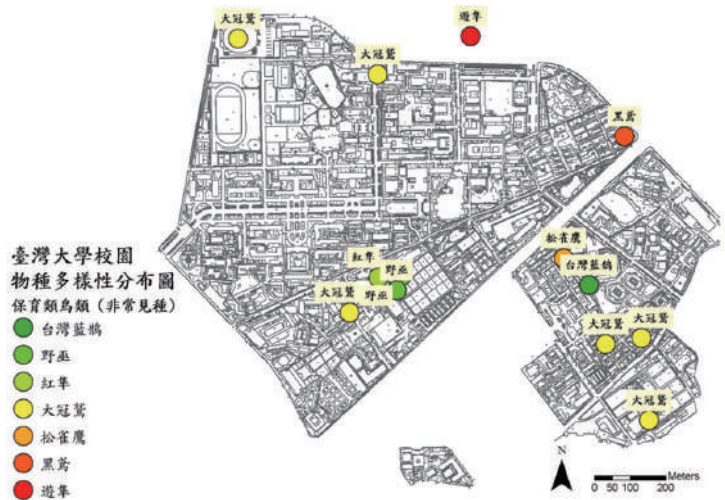 大冠鷲
遊隼
大冠鷲
黑鳶
松雀鷹
台灣藍鵲
紅隼
野巫
大冠鷲
野巫
大冠鷲
大冠鷲
大冠鷲
臺灣大學校園
物種多樣性分布圖
保育類鳥類（非常見種）
台灣藍鵲
野巫
紅隼
大冠鷲
松雀鷹
黑鳶
遊隼
N
Meters
0 50 100 200